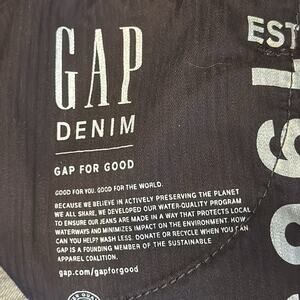 GAP
DENIM
GAP FOR GOOD
GOOD FOR YOU. GOOD FOR THE WORLD.
BECAUSE WE BELIEVE IN ACTIVELY PRESERVING THE PLANET
WE ALL SHARE, WE DEVELOPED OUR WATER-QUALITY PROGRAM
TO ENSURE OUR JEANS ARE MADE IN A WAY THAT PROTECTS LOCAL
WATERWAYS AND MINIMIZES IMPACT ON THE ENVIRONMENT. HOW
CAN YOU HELP? WASH LESS. DONATE OR RECYCLE WHEN YOU CAN.
GAP IS A FOUNDING MEMBER OF THE SUSTAINABLE
APPAREL COALITION.
gap.com/gapforgood
EST